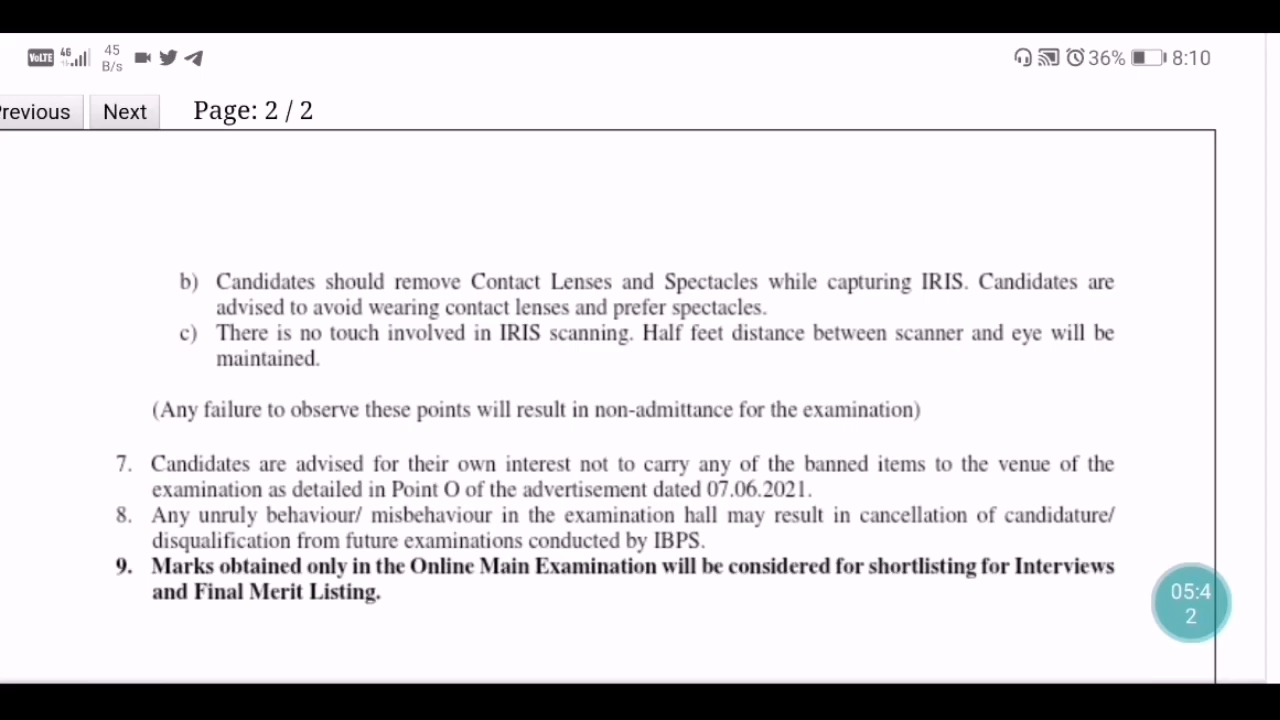 VoLTE 46 45 B/s 36% 8:10
revious Next Page: 2 / 2
b) Candidates should remove Contact Lenses and Spectacles while capturing IRIS. Candidates are
advised to avoid wearing contact lenses and prefer spectacles.
c) There is no touch involved in IRIS scanning. Half feet distance between scanner and eye will be
maintained.
(Any failure to observe these points will result in non-admittance for the examination)
7. Candidates are advised for their own interest not to carry any of the banned items to the venue of the
examination as detailed in Point O of the advertisement dated 07.06.2021.
8. Any unruly behaviour/ misbehaviour in the examination hall may result in cancellation of candidature/
disqualification from future examinations conducted by IBPS.
9. Marks obtained only in the Online Main Examination will be considered for shortlisting for Interviews
and Final Merit Listing.
05:4
2